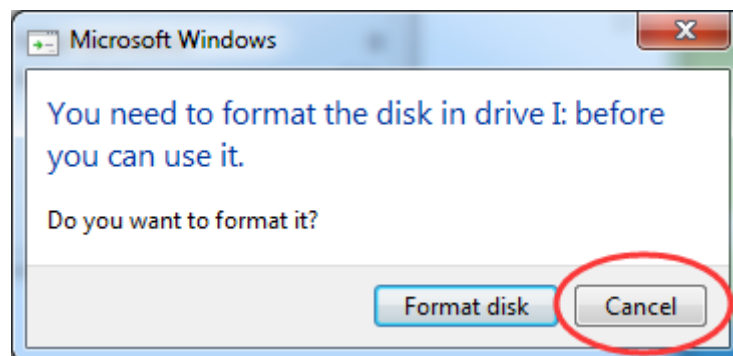 Microsoft Windows
You need to format the disk in drive I: before
you can use it.
Do you want to format it?
Format disk
Cancel